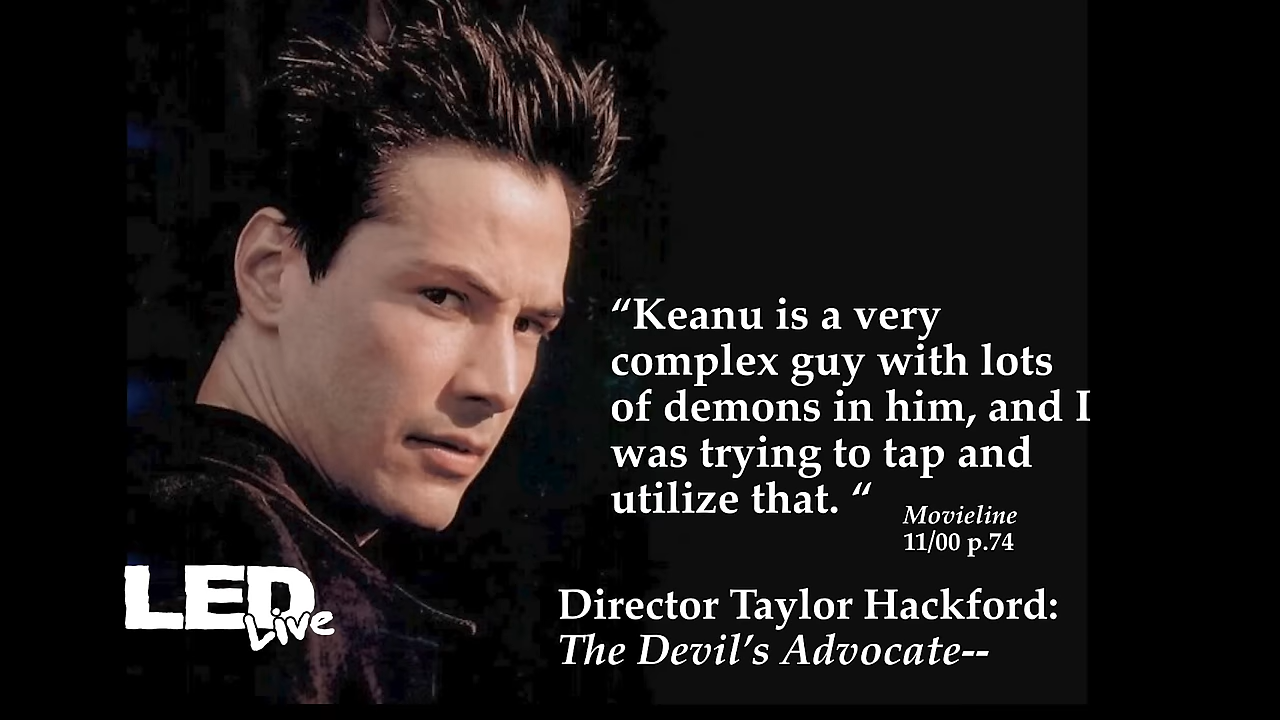 “Keanu is a very
complex guy with lots
of demons in him, and I
was trying to tap and
utilize that. “
Movieline
11/00 p.74
LED
Live
Director Taylor Hackford:
The Devil’s Advocate--